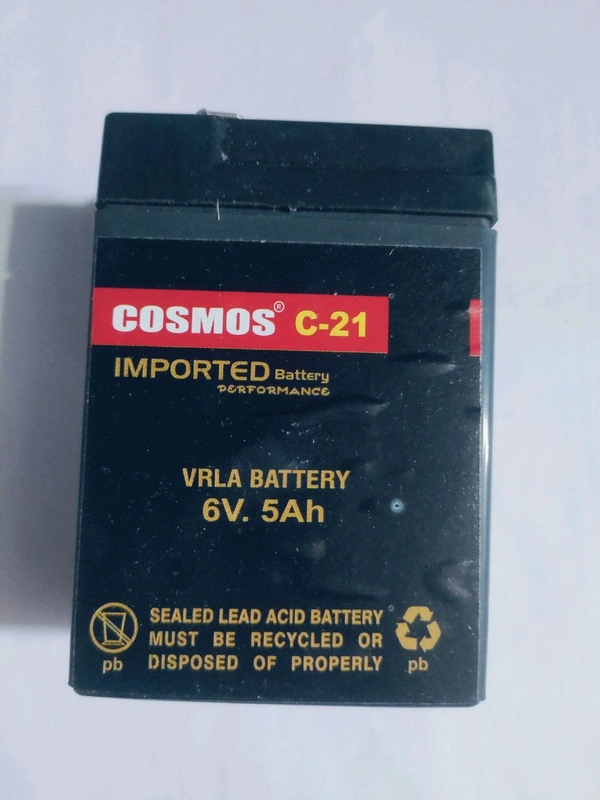 COSMOS® C-21
IMPORTED Battery
PERFORMANCE
VRLA BATTERY
6V. 5Ah
SEALED LEAD ACID BATTERY
MUST BE RECYCLED OR
DISPOSED OF PROPERLY
pb
pb